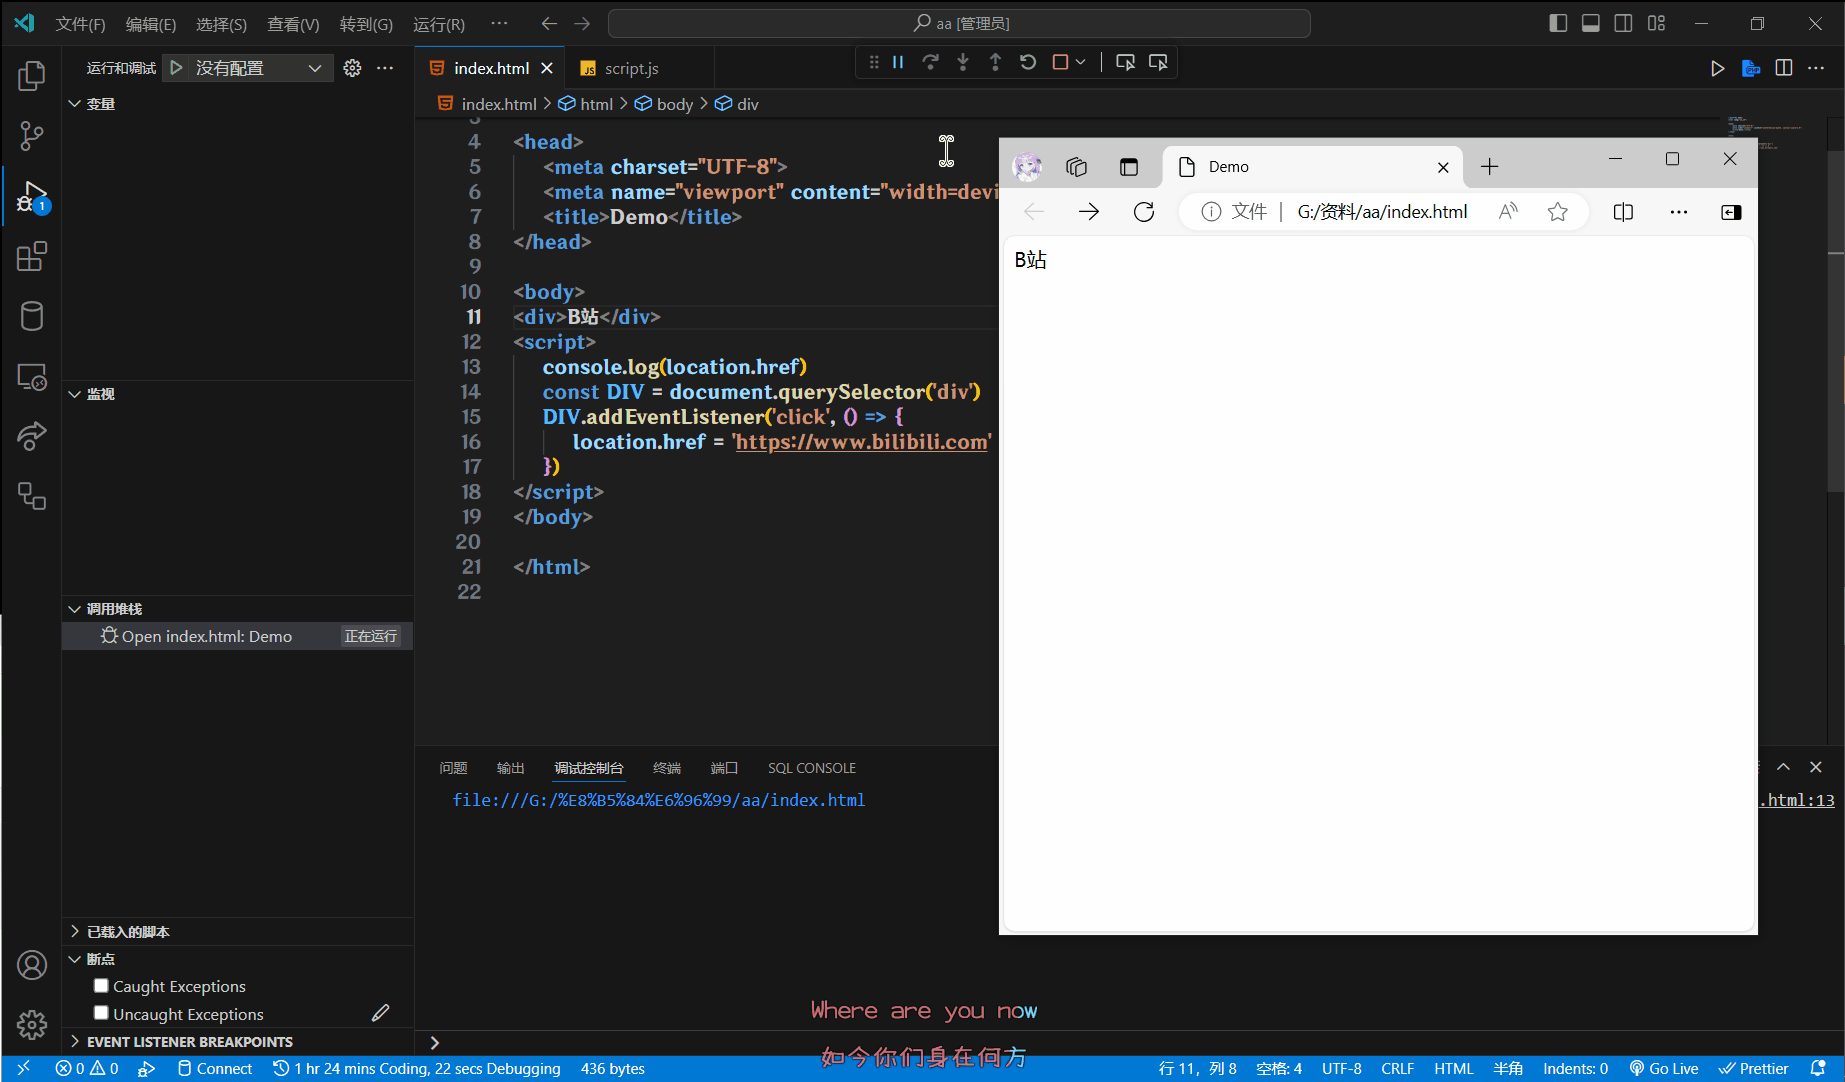 文件(F) 编辑(E) 选择(S) 查看(V) 转到(G) 运行(R) ··· aa [管理员]
运行和调试 没有配置 ···
变量
监视
调用堆栈
Open index.html: Demo 正在运行
已载入的脚本
断点
Caught Exceptions
Uncaught Exceptions
EVENT LISTENER BREAKPOINTS
index.html script.js
index.html > html > body > div
3
4 <head>
5 <meta charset="UTF-8">
6 <meta name="viewport" content="width=devi
7 <title>Demo</title>
8 </head>
9
10 <body>
11 <div>B站</div>
12 <script>
13 console.log(location.href)
14 const DIV = document.querySelector('div')
15 DIV.addEventListener('click', () => {
16 location.href = 'https://www.bilibili.com'
17 })
18 </script>
19 </body>
20
21 </html>
22
Demo
文件 | G:/资料/aa/index.html
B站
问题 输出 调试控制台 终端 端口 SQL CONSOLE
file:///G:/%E8%B5%84%E6%96%99/aa/index.html .html:13
Where are you now
如今你们身在何方
0 0 Connect 1 hr 24 mins Coding, 22 secs Debugging 436 bytes 行 11，列 8 空格: 4 UTF-8 CRLF HTML 半角 Indents: 0 Go Live Prettier